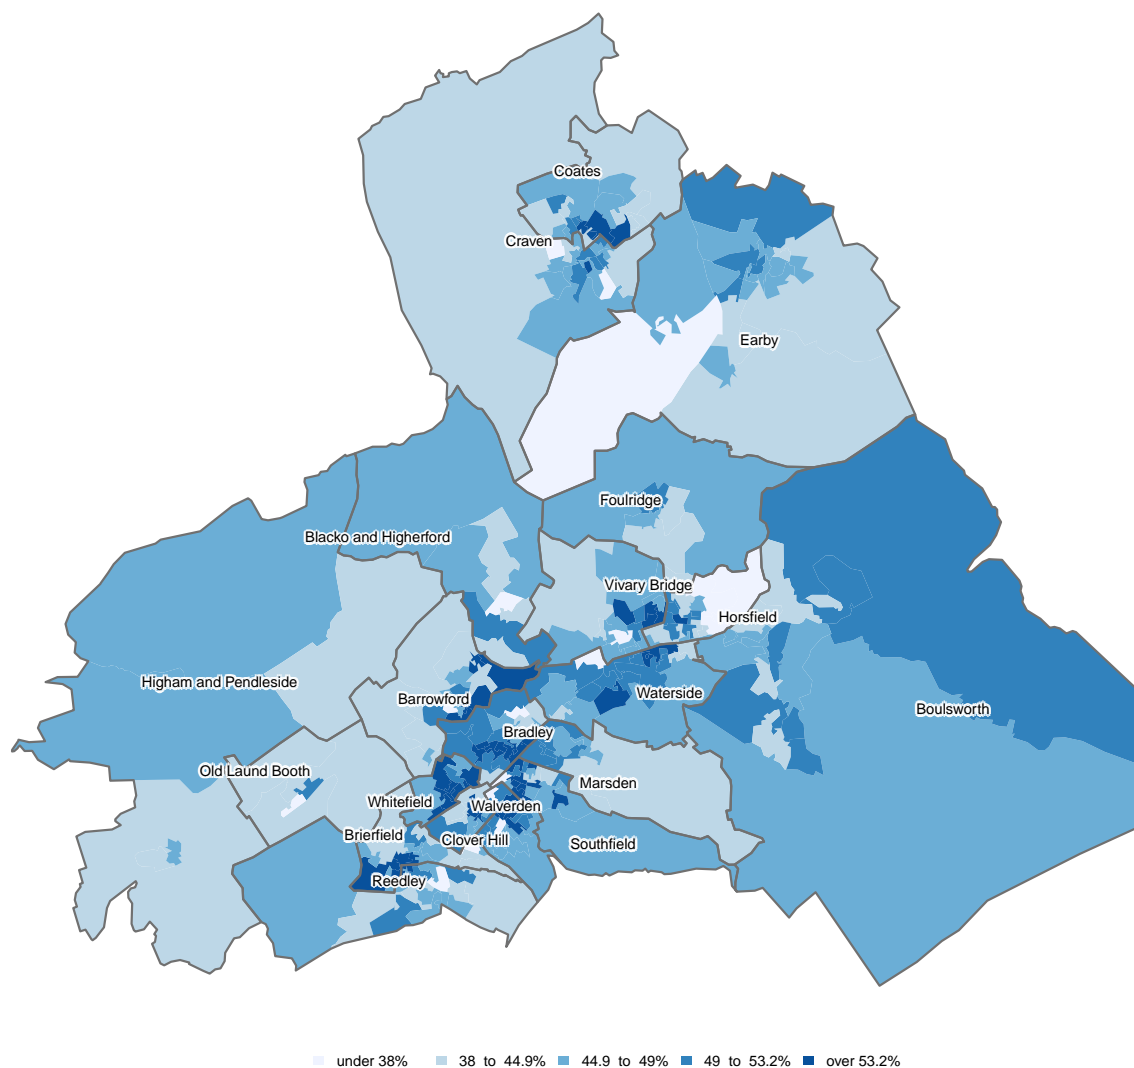 Coates
Craven
Earby
Foulridge
Blacko and Higherford
Vivary Bridge
Horsfield
Higham and Pendleside
Barrowford
Waterside
Boulsworth
Bradley
Old Laund Booth
Marsden
Whitefield
Walverden
Brierfield
Clover Hill
Southfield
Reedley
under 38% 38 to 44.9% 44.9 to 49% 49 to 53.2% over 53.2%